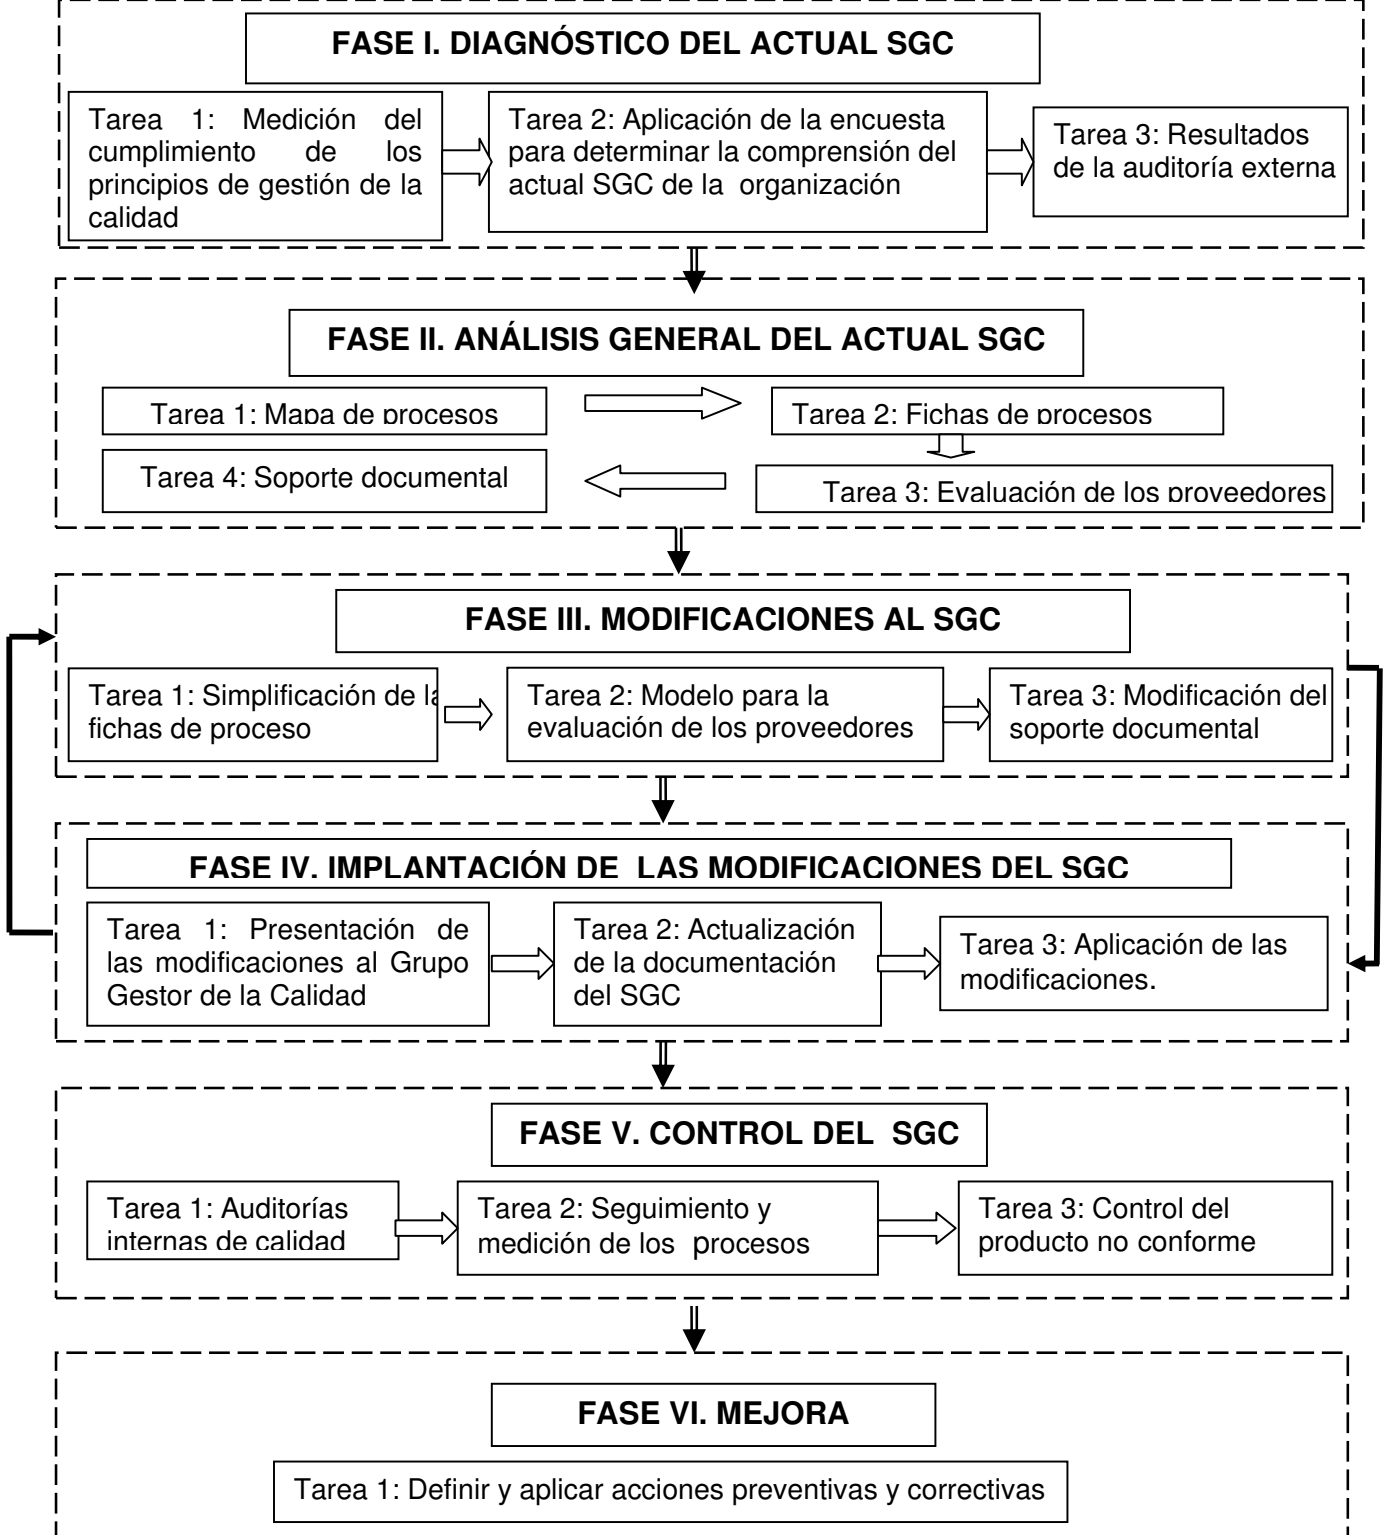 FASE I. DIAGNÓSTICO DEL ACTUAL SGC
Tarea 1: Medición del
cumplimiento de los
principios de gestión de la
calidad
Tarea 2: Aplicación de la encuesta
para determinar la comprensión del
actual SGC de la organización
Tarea 3: Resultados
de la auditoría externa
FASE II. ANÁLISIS GENERAL DEL ACTUAL SGC
Tarea 1: Mapa de procesos
Tarea 2: Fichas de procesos
Tarea 3: Evaluación de los proveedores
Tarea 4: Soporte documental
FASE III. MODIFICACIONES AL SGC
Tarea 1: Simplificación de la
fichas de proceso
Tarea 2: Modelo para la
evaluación de los proveedores
Tarea 3: Modificación del
soporte documental
FASE IV. IMPLANTACIÓN DE LAS MODIFICACIONES DEL SGC
Tarea 1: Presentación de
las modificaciones al Grupo
Gestor de la Calidad
Tarea 2: Actualización
de la documentación
del SGC
Tarea 3: Aplicación de las
modificaciones.
FASE V. CONTROL DEL SGC
Tarea 1: Auditorías
internas de calidad
Tarea 2: Seguimiento y
medición de los procesos
Tarea 3: Control del
producto no conforme
FASE VI. MEJORA
Tarea 1: Definir y aplicar acciones preventivas y correctivas